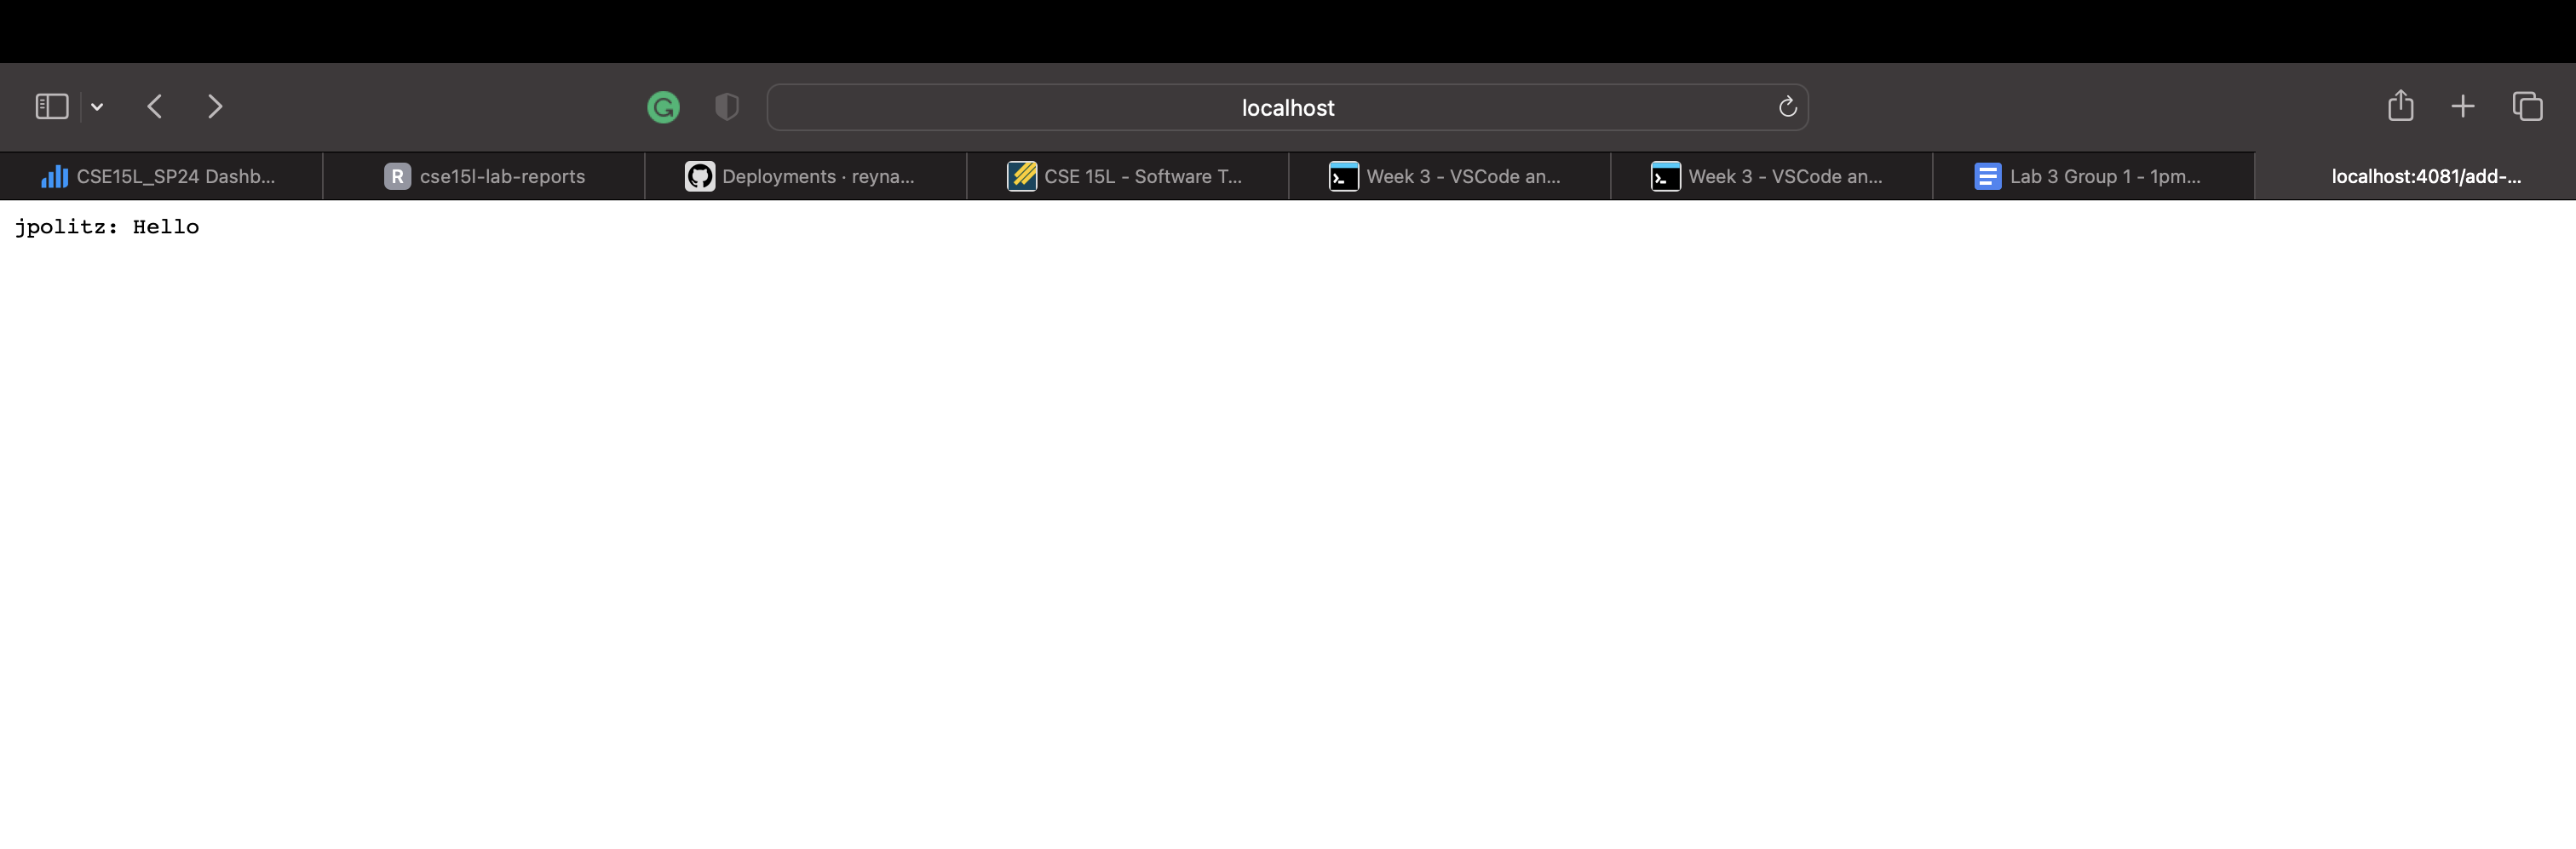 localhost
CSE15L_SP24 Dashb...
R cse15l-lab-reports
Deployments · reyna...
CSE 15L - Software T...
Week 3 - VSCode an...
Week 3 - VSCode an...
Lab 3 Group 1 - 1pm...
localhost:4081/add-...
jpolitz: Hello